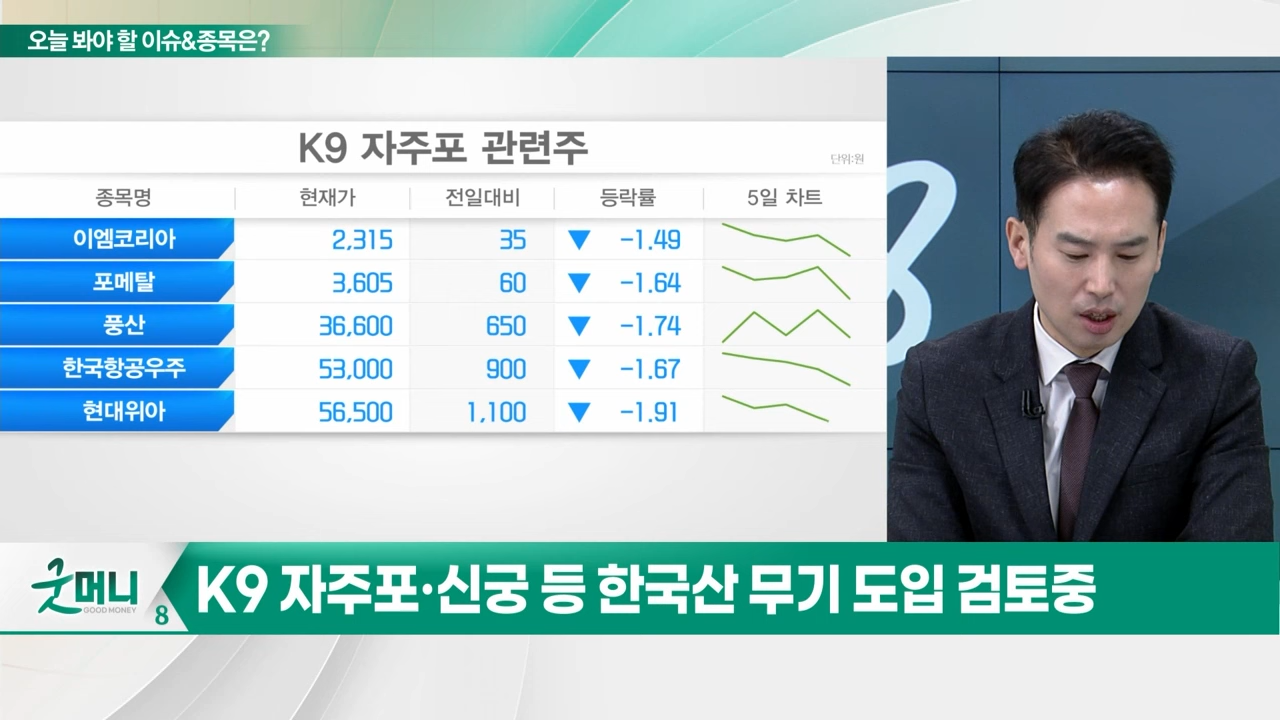 오늘 봐야 할 이슈&종목은?
K9 자주포 관련주
단위:원
종목명 현재가 전일대비 등락률 5일 차트
이엠코리아 2,315 35 ▼ -1.49
포메탈 3,605 60 ▼ -1.64
풍산 36,600 650 ▼ -1.74
한국항공우주 53,000 900 ▼ -1.67
현대위아 56,500 1,100 ▼ -1.91
굿머니
GOOD MONEY
8
K9 자주포·신궁 등 한국산 무기 도입 검토중